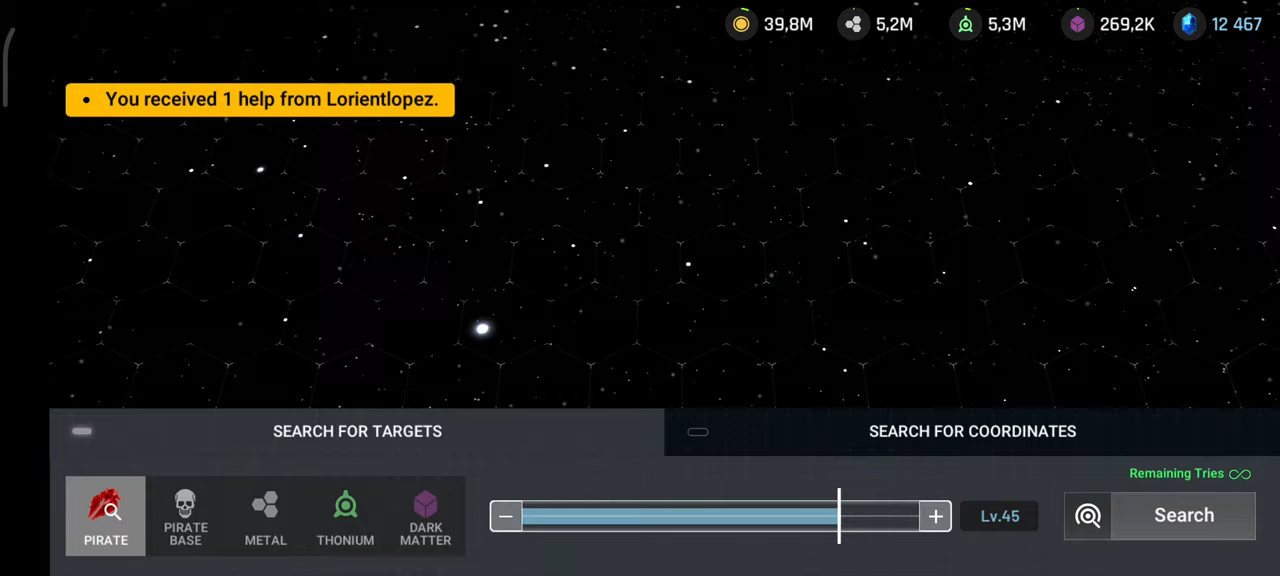 39,8M 5,2M 5,3M 269,2K 12 467
• You received 1 help from Lorientlopez.
SEARCH FOR TARGETS SEARCH FOR COORDINATES
Remaining Tries ∞
PIRATE
PIRATE BASE
METAL
THONIUM
DARK MATTER
− + Lv.45 Search